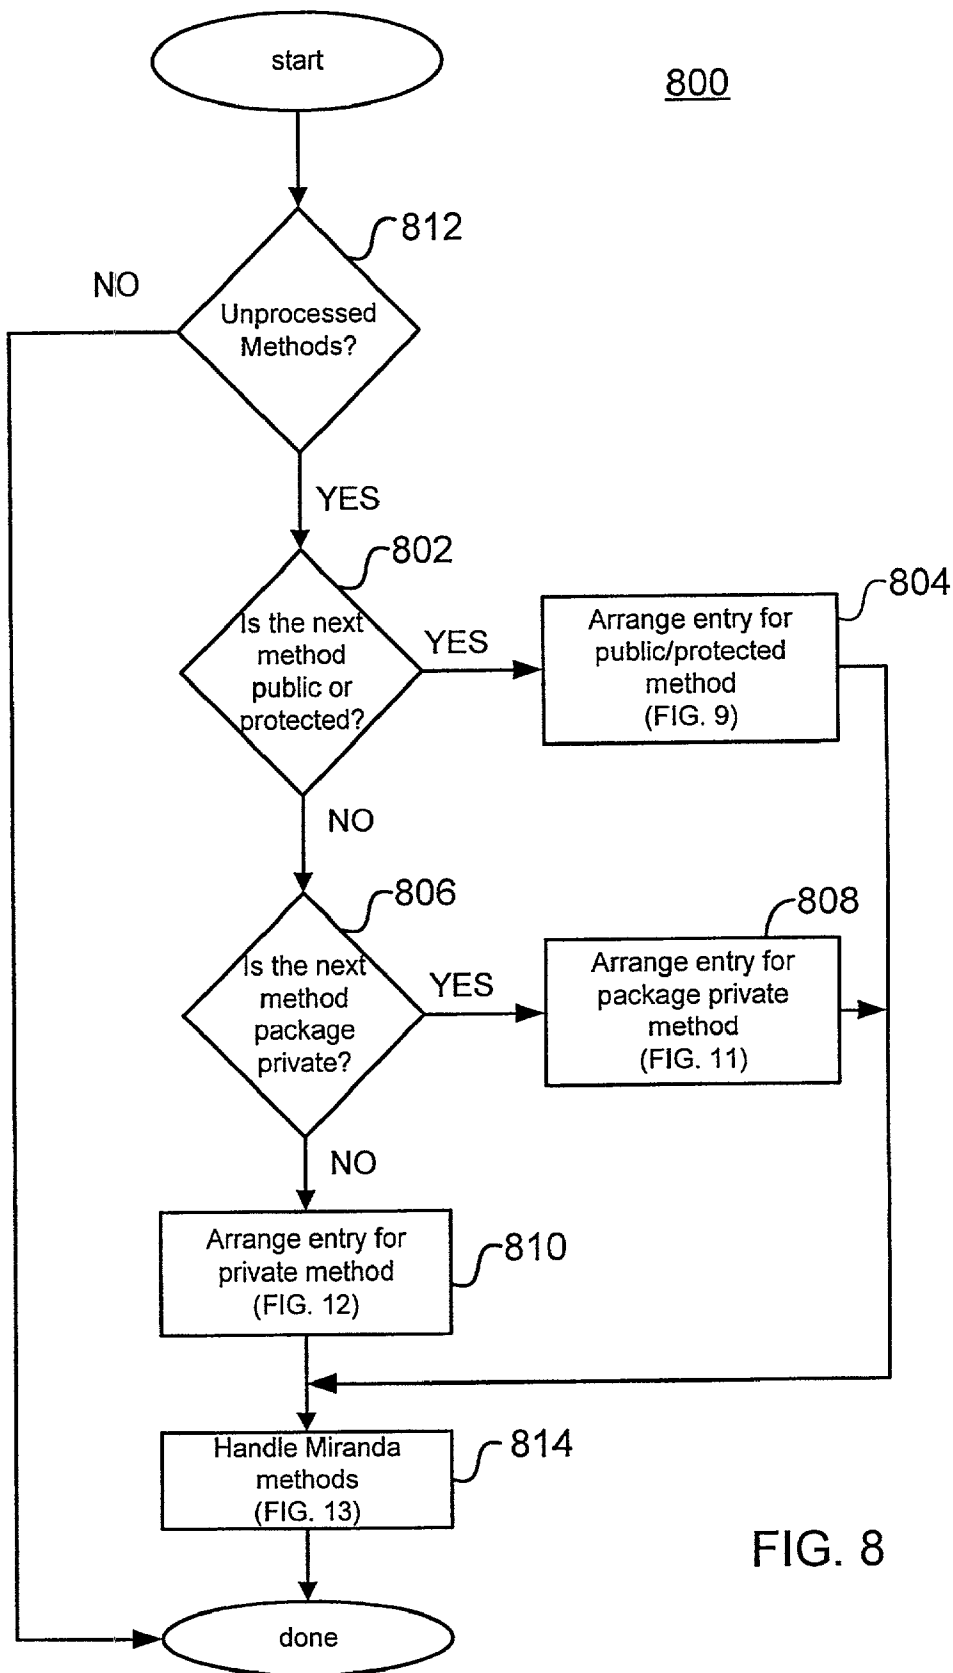 start
800
812
NO
Unprocessed
Methods?
YES
802
Is the next
method
public or
protected?
YES
804
Arrange entry for
public/protected
method
(FIG. 9)
NO
806
Is the next
method
package
private?
YES
808
Arrange entry for
package private
method
(FIG. 11)
NO
Arrange entry for
private method
(FIG. 12)
810
Handle Miranda
methods
(FIG. 13)
814
FIG. 8
done